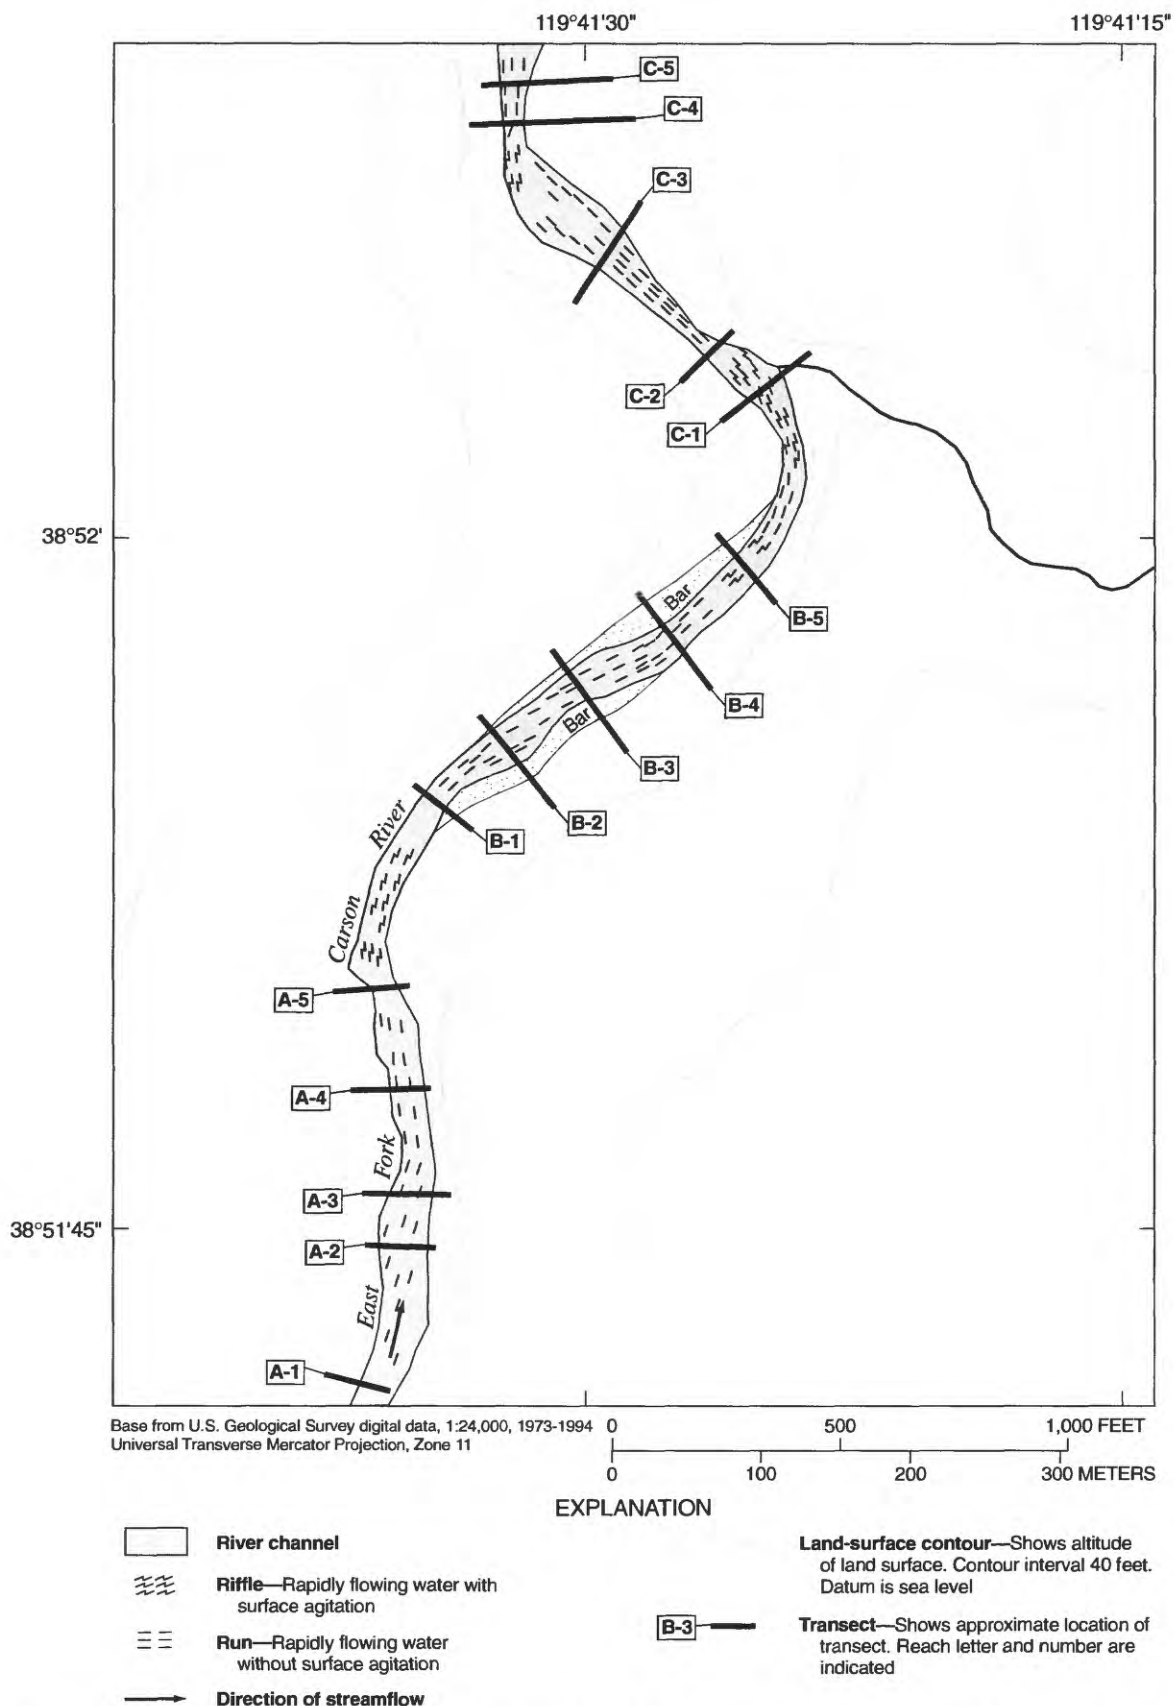 119°41'30"
119°41'15"
C-5
C-4
C-3
C-2
C-1
38°52'
Bar
B-5
B-4
Bar
B-3
B-2
B-1
River
Carson
A-5
A-4
Fork
A-3
38°51'45"
A-2
East
A-1
Base from U.S. Geological Survey digital data, 1:24,000, 1973-1994
Universal Transverse Mercator Projection, Zone 11
0 500 1,000 FEET
0 100 200 300 METERS
EXPLANATION
River channel
Riffle—Rapidly flowing water with
surface agitation
Run—Rapidly flowing water
without surface agitation
Direction of streamflow
Land-surface contour—Shows altitude
of land surface. Contour interval 40 feet.
Datum is sea level
B-3
Transect—Shows approximate location of
transect. Reach letter and number are
indicated